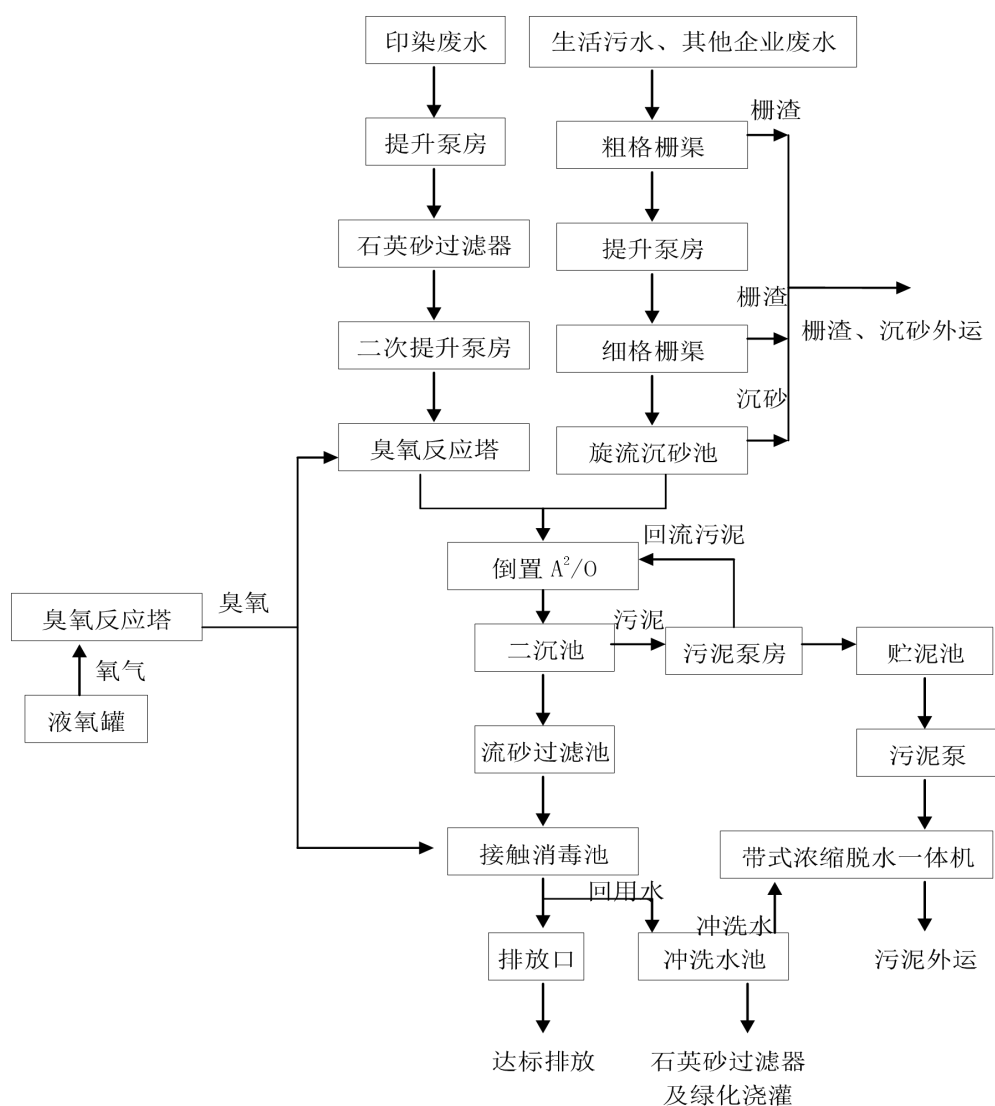 印染废水
生活污水、其他企业废水
栅渣
提升泵房
粗格栅渠
石英砂过滤器
提升泵房
栅渣
栅渣、沉砂外运
二次提升泵房
细格栅渠
沉砂
臭氧反应塔
旋流沉砂池
回流污泥
倒置 A²/O
臭氧
污泥
臭氧反应塔
二沉池
污泥泵房
贮泥池
氧气
液氧罐
流砂过滤池
污泥泵
接触消毒池
带式浓缩脱水一体机
回用水
冲洗水
排放口
冲洗水池
污泥外运
达标排放
石英砂过滤器
及绿化浇灌